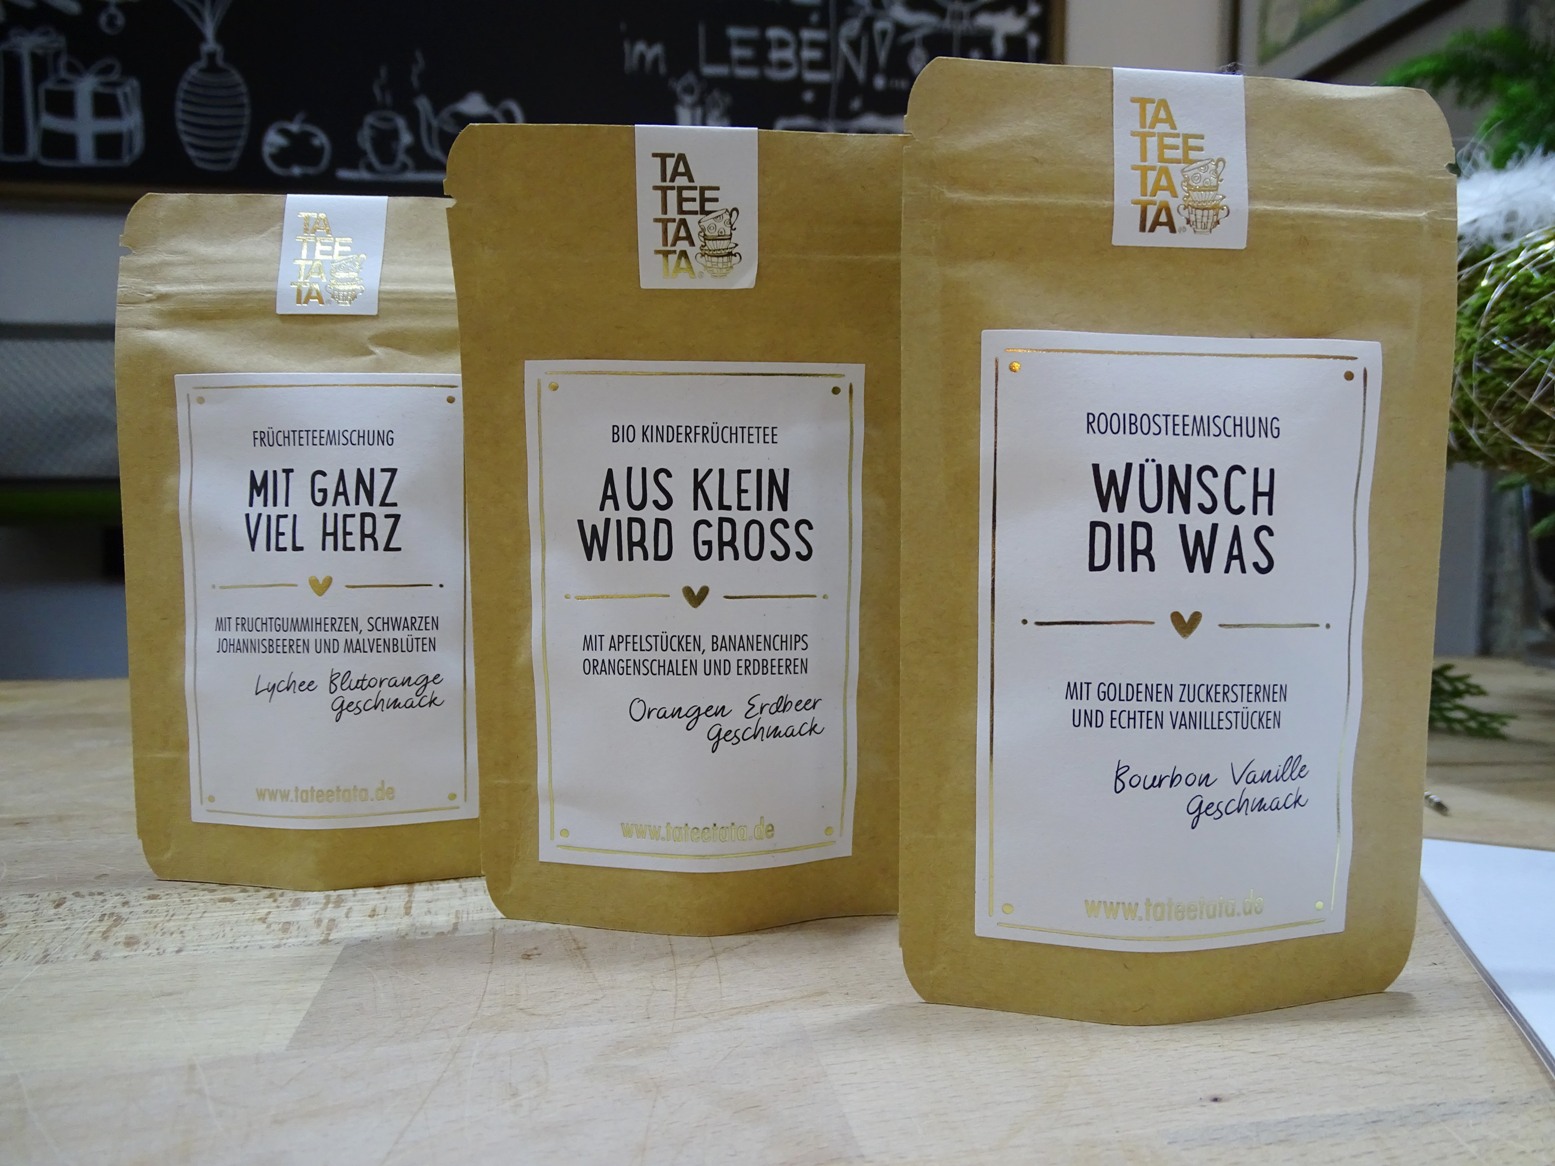 im LEBEN!
TA
TEE
TA
TA
FRÜCHTETEEMISCHUNG
MIT GANZ
VIEL HERZ
MIT FRUCHTGUMMIHERZEN, SCHWARZEN
JOHANNISBEEREN UND MALVENBLÜTEN
Lychee Blutorange
Geschmack
www.tateetata.de
TA
TEE
TA
TA
BIO KINDERFRÜCHTETEE
AUS KLEIN
WIRD GROSS
MIT APFELSTÜCKEN, BANANENCHIPS
ORANGENSCHALEN UND ERDBEEREN
Orangen Erdbeer
Geschmack
www.tateetata.de
TA
TEE
TA
TA
ROOIBOSTEEMISCHUNG
WÜNSCH
DIR WAS
MIT GOLDENEN ZUCKERSTERNEN
UND ECHTEN VANILLESTÜCKEN
Bourbon Vanille
Geschmack
www.tateetata.de